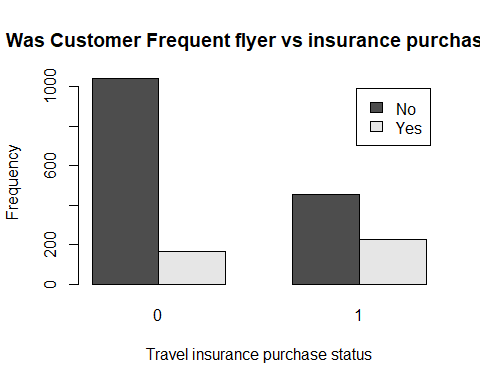 Was Customer Frequent flyer vs insurance purchas
1000
600
200
0
Frequency
No
Yes
0 1
Travel insurance purchase status